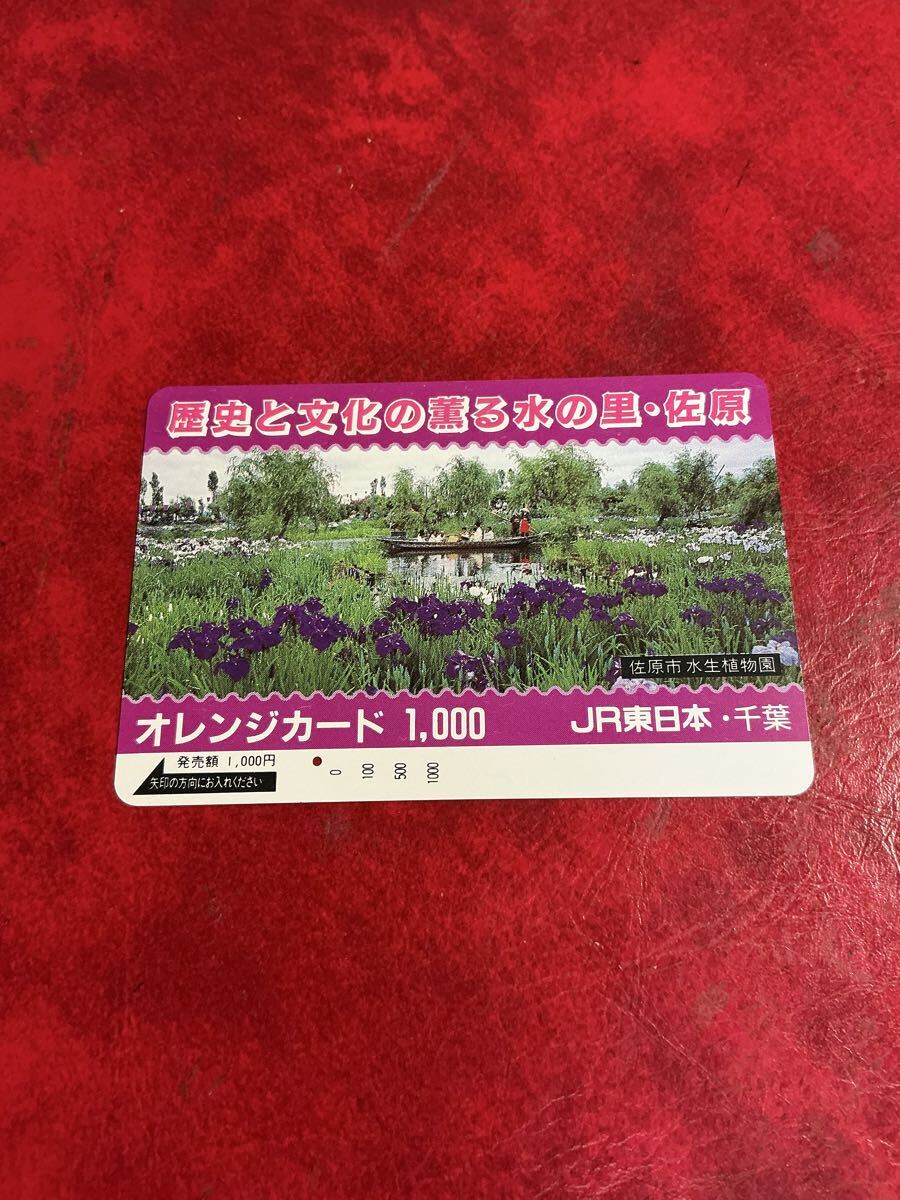 歴史と文化の薫る水の里・佐原
佐原市 水生植物園
オレンジカード 1,000 JR東日本・千葉
発売額 1,000円
矢印の方向にお入れください
0 100 500 1000